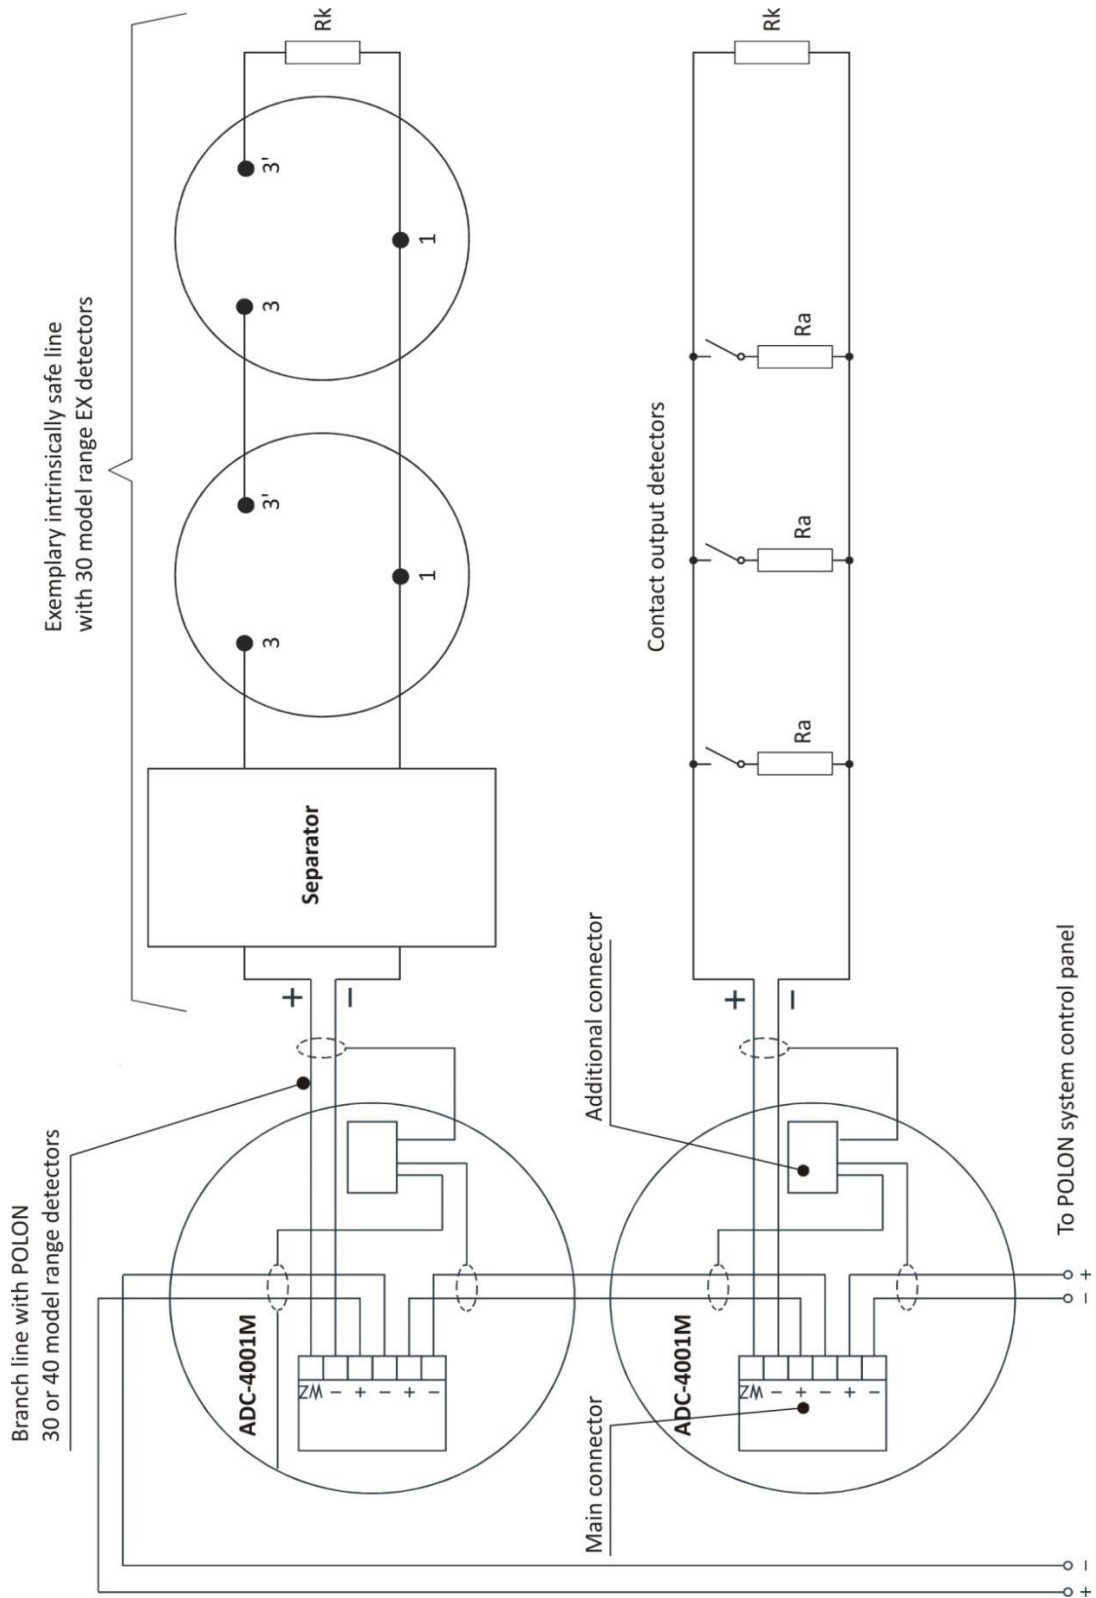 Branch line with POLON
30 or 40 model range detectors
Exemplary intrinsically safe line
with 30 model range EX detectors
ADC-4001M
WZ
−
+
−
+
−
+
−
Separator
3
3'
3
3'
1
1
Rk
Main connector
Additional connector
Contact output detectors
ADC-4001M
WZ
−
+
−
+
−
+
−
Ra
Ra
Ra
Rk
To POLON system control panel
+
−
−
+